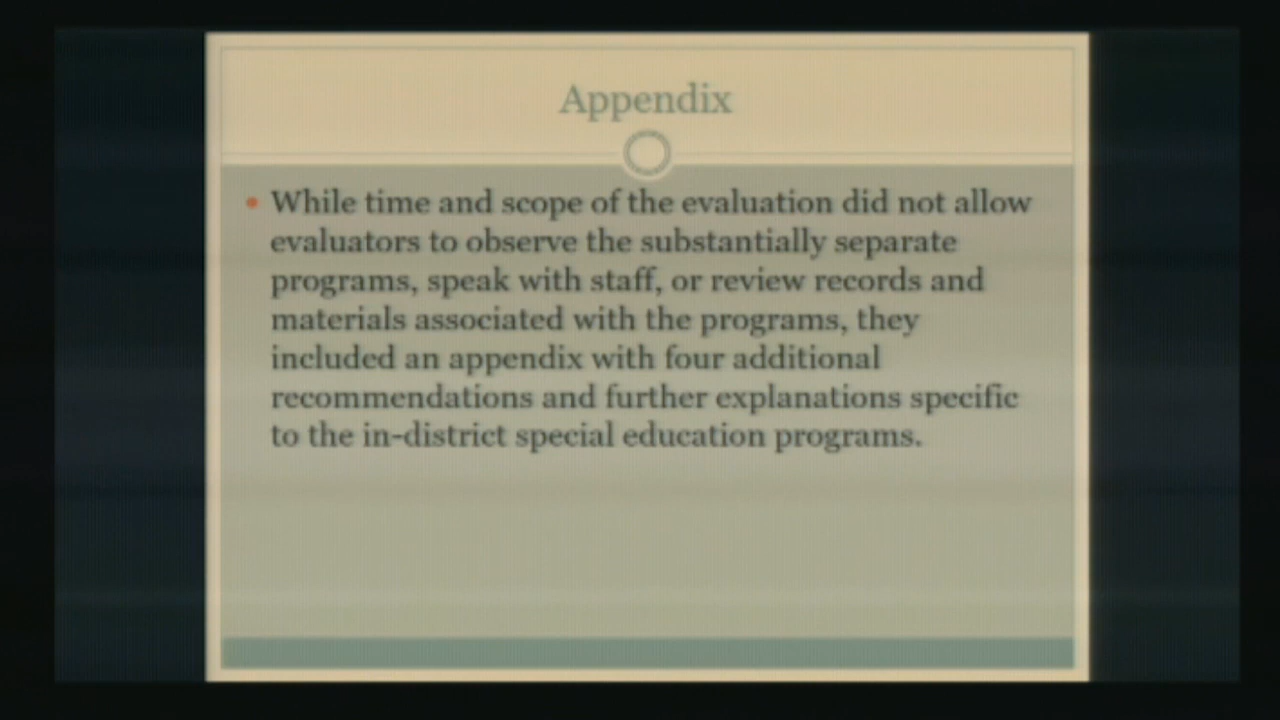 Appendix
• While time and scope of the evaluation did not allow
evaluators to observe the substantially separate
programs, speak with staff, or review records and
materials associated with the programs, they
included an appendix with four additional
recommendations and further explanations specific
to the in-district special education programs.